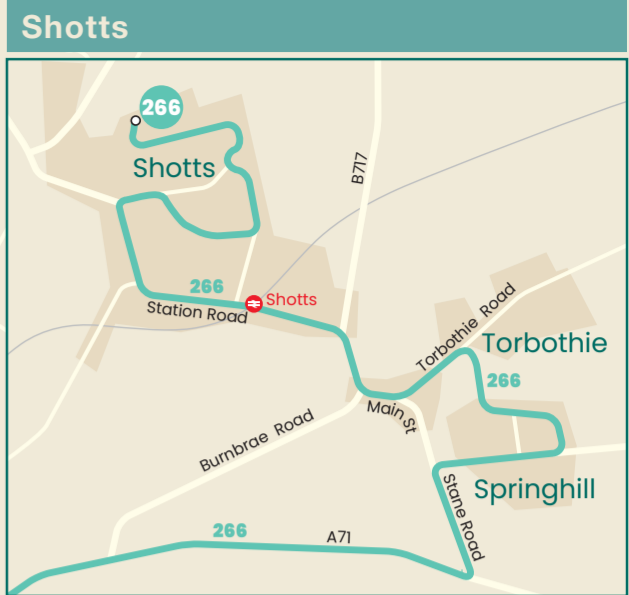 Shotts
266
Shotts
B717
266
Shotts
Station Road
Torbothie Road
Torbothie
266
Main St
Burnbrae Road
Springhill
Stane Road
266
A71